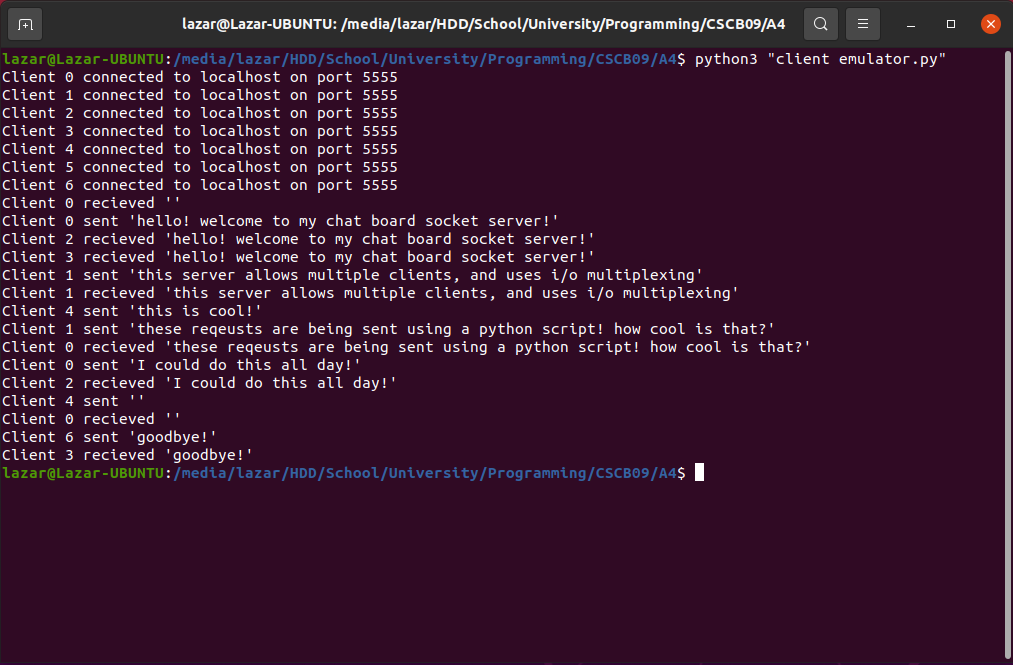 lazar@Lazar-UBUNTU: /media/lazar/HDD/School/University/Programming/CSCB09/A4
lazar@Lazar-UBUNTU:/media/lazar/HDD/School/University/Programming/CSCB09/A4$ python3 "client emulator.py"
Client 0 connected to localhost on port 5555
Client 1 connected to localhost on port 5555
Client 2 connected to localhost on port 5555
Client 3 connected to localhost on port 5555
Client 4 connected to localhost on port 5555
Client 5 connected to localhost on port 5555
Client 6 connected to localhost on port 5555
Client 0 recieved ''
Client 0 sent 'hello! welcome to my chat board socket server!'
Client 2 recieved 'hello! welcome to my chat board socket server!'
Client 3 recieved 'hello! welcome to my chat board socket server!'
Client 1 sent 'this server allows multiple clients, and uses i/o multiplexing'
Client 1 recieved 'this server allows multiple clients, and uses i/o multiplexing'
Client 4 sent 'this is cool!'
Client 1 sent 'these reqeusts are being sent using a python script! how cool is that?'
Client 0 recieved 'these reqeusts are being sent using a python script! how cool is that?'
Client 0 sent 'I could do this all day!'
Client 2 recieved 'I could do this all day!'
Client 4 sent ''
Client 0 recieved ''
Client 6 sent 'goodbye!'
Client 3 recieved 'goodbye!'
lazar@Lazar-UBUNTU:/media/lazar/HDD/School/University/Programming/CSCB09/A4$